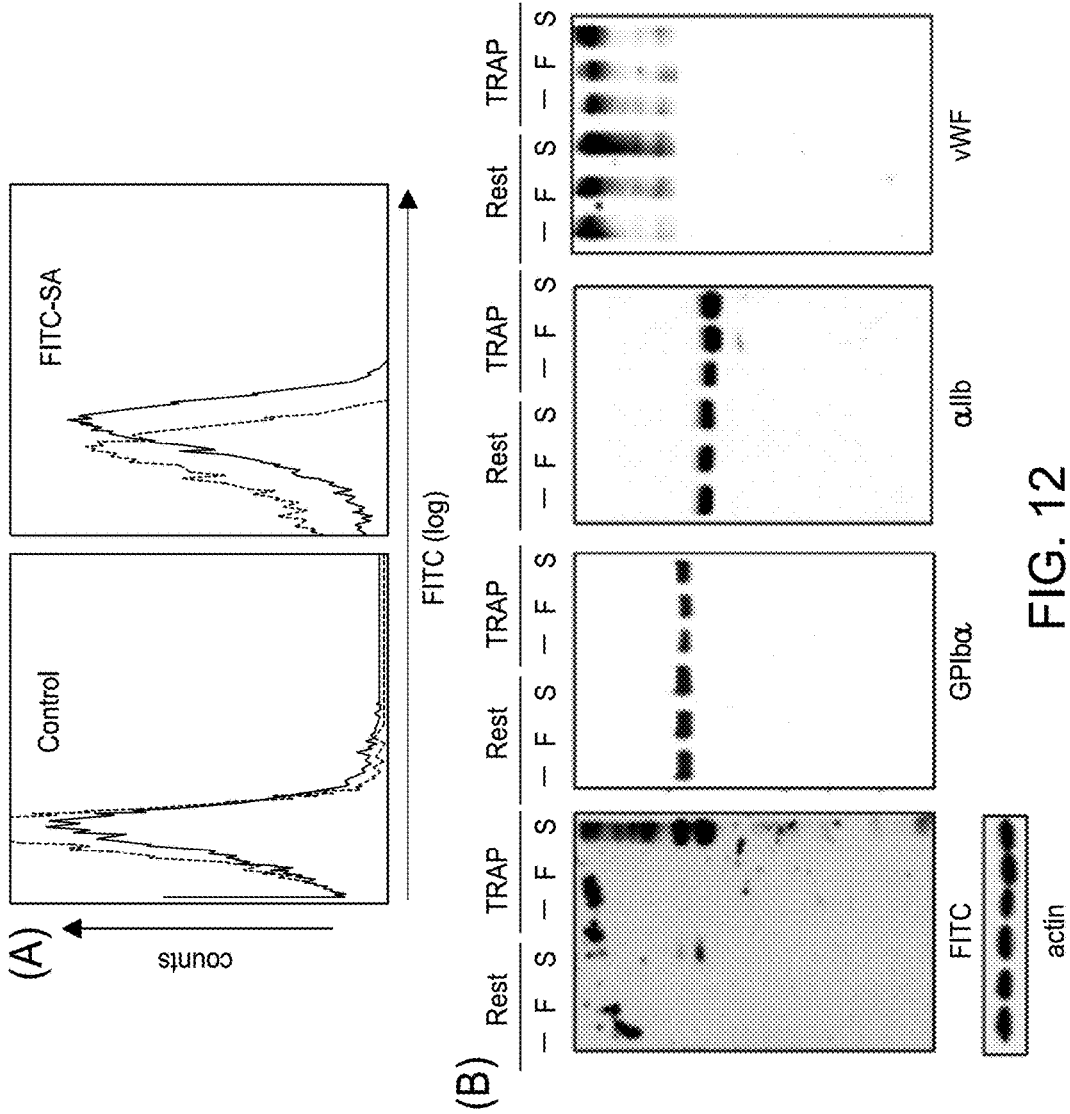 (A)
counts
Control
FITC-SA
FITC (log)
(B)
Rest TRAP Rest TRAP Rest TRAP Rest TRAP
— F S — F S — F S — F S — F S — F S — F S — F S
FITC GPIbα αIIb vWF
actin
FIG. 12